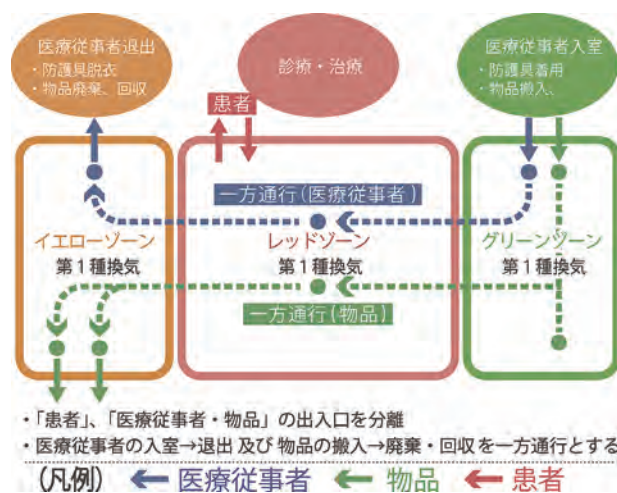 医療従事者退出
・防護具脱衣
・物品廃棄、回収
診療・治療
医療従事者入室
・防護具着用
・物品搬入、
患者
一方通行(医療従事者)
イエローゾーン
第1種換気
レッドゾーン
第1種換気
グリーンゾーン
第1種換気
一方通行(物品)
・「患者」、「医療従事者・物品」の出入口を分離
・医療従事者の入室→退出 及び 物品の搬入→廃棄・回収を一方通行とする
(凡例) 医療従事者 物品 患者